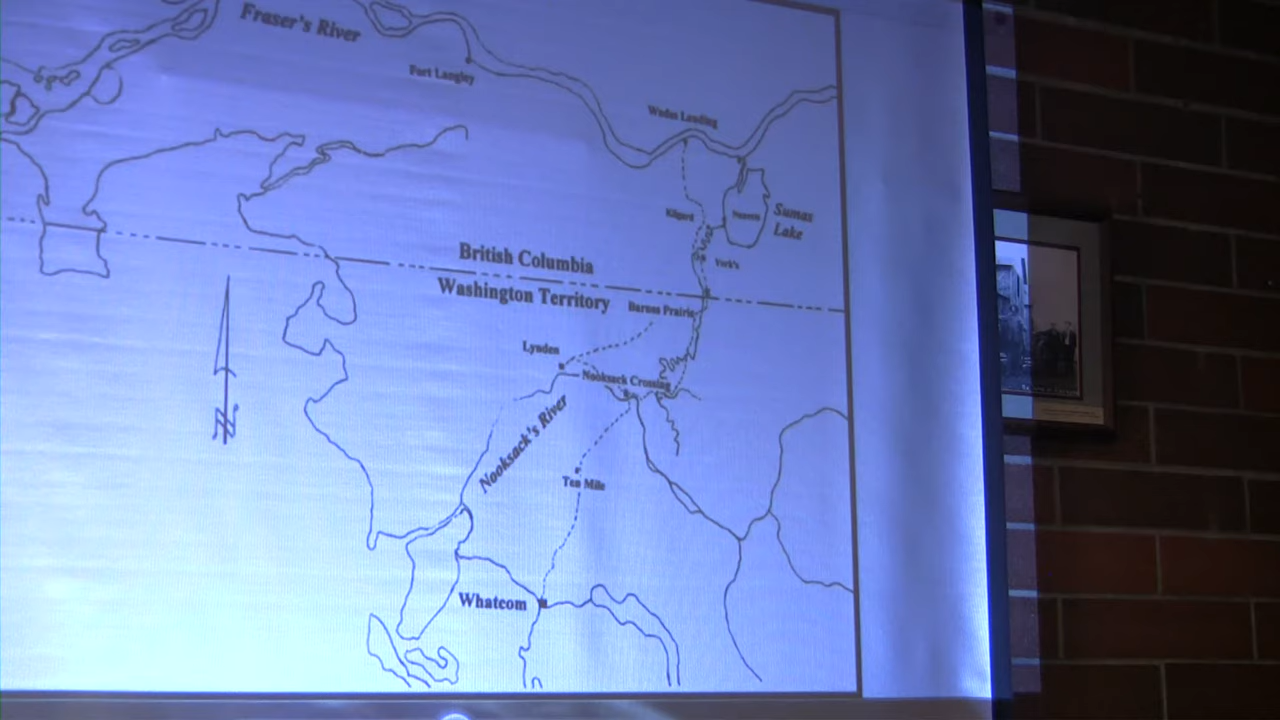 Fraser's River
Fort Langley
Wades Landing
Kilgard
Sumas
Lake
York's
British Columbia
Washington Territory
Barnes Prairie
Lynden
Nooksack Crossing
Nooksack's River
Ten Mile
Whatcom
N